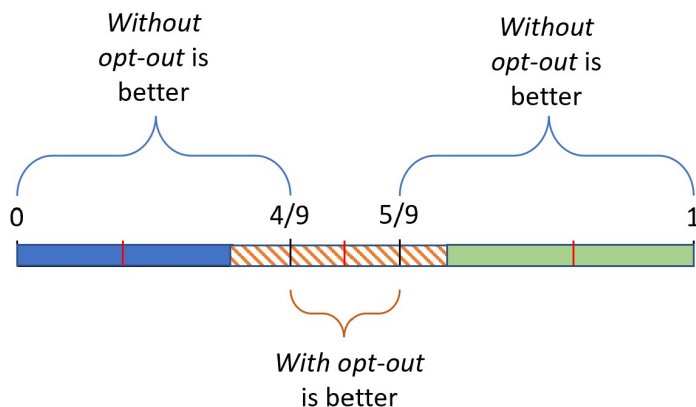 Without
opt-out is
better
Without
opt-out is
better
0
4/9
5/9
1
With opt-out
is better